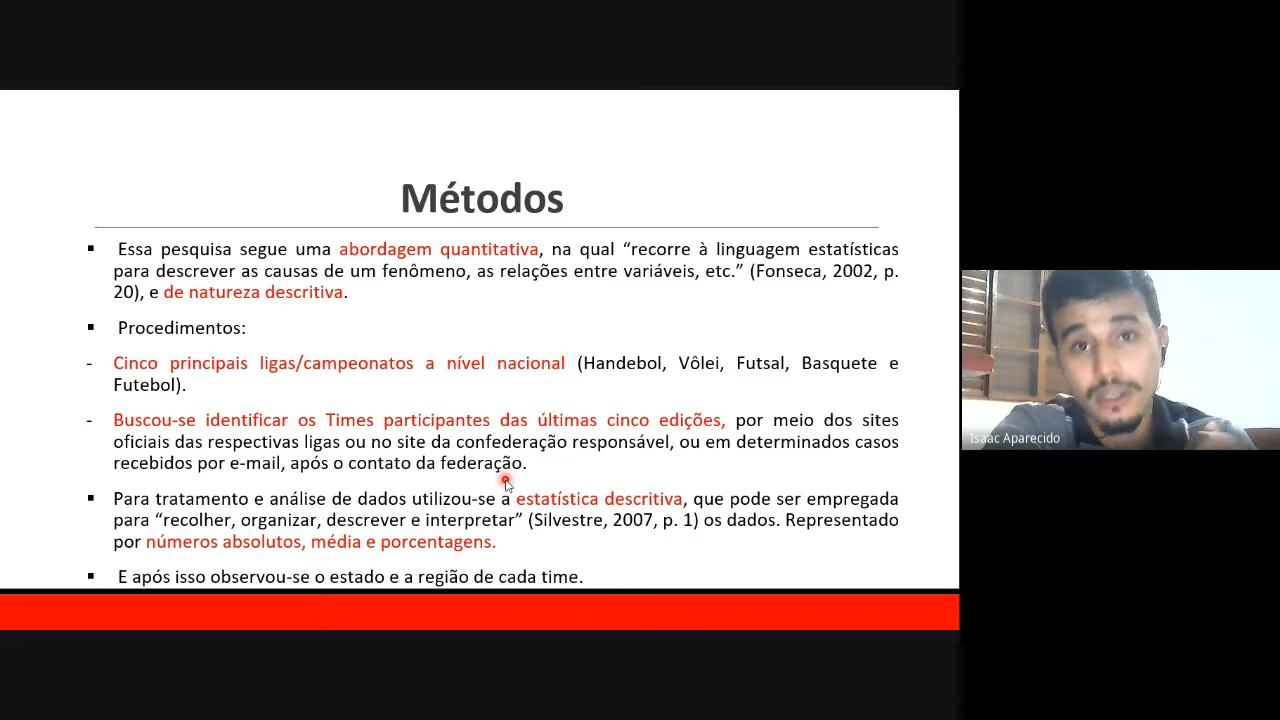 Métodos
▪ Essa pesquisa segue uma abordagem quantitativa, na qual “recorre à linguagem estatísticas
para descrever as causas de um fenômeno, as relações entre variáveis, etc.” (Fonseca, 2002, p.
20), e de natureza descritiva.
▪ Procedimentos:
- Cinco principais ligas/campeonatos a nível nacional (Handebol, Vôlei, Futsal, Basquete e
Futebol).
- Buscou-se identificar os Times participantes das últimas cinco edições, por meio dos sites
oficiais das respectivas ligas ou no site da confederação responsável, ou em determinados casos
recebidos por e-mail, após o contato da federação.
▪ Para tratamento e análise de dados utilizou-se a estatística descritiva, que pode ser empregada
para “recolher, organizar, descrever e interpretar” (Silvestre, 2007, p. 1) os dados. Representado
por números absolutos, média e porcentagens.
▪ E após isso observou-se o estado e a região de cada time.
Isaac Aparecido